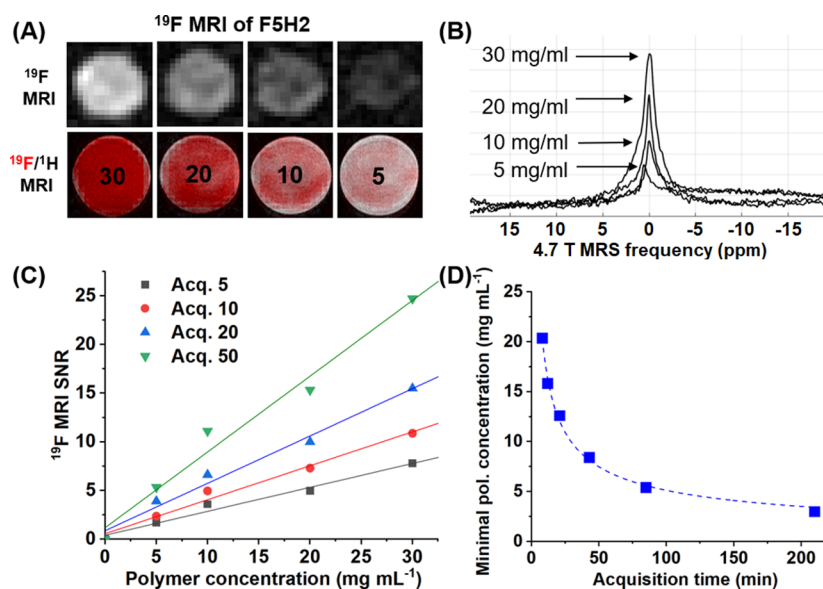 ¹⁹F MRI of F5H2
(A)
¹⁹F
MRI
¹⁹F/¹H
MRI
30
20
10
5
(B)
30 mg/ml
20 mg/ml
10 mg/ml
5 mg/ml
15 10 5 0 -5 -10 -15
4.7 T MRS frequency (ppm)
(C)
Acq. 5
Acq. 10
Acq. 20
Acq. 50
25
20
15
10
5
0
0 5 10 15 20 25 30
¹⁹F MRI SNR
Polymer concentration (mg mL⁻¹)
(D)
25
20
15
10
5
0
0 50 100 150 200
Minimal pol. concentration (mg mL⁻¹)
Acquisition time (min)